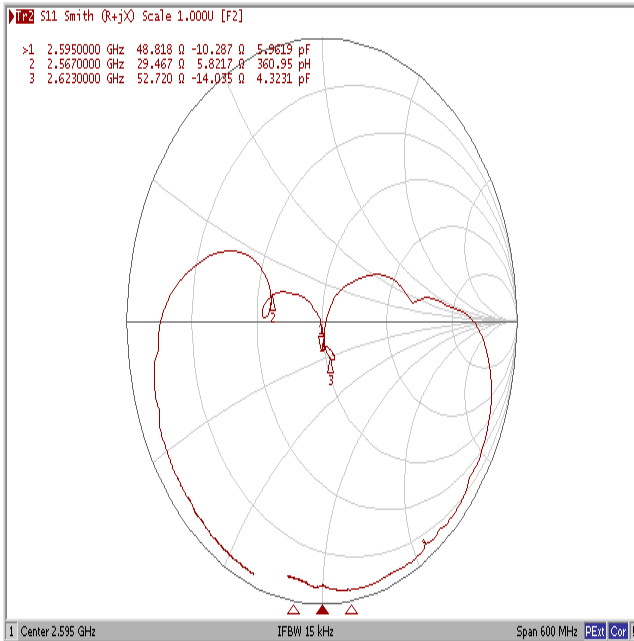 Tr2 S11 Smith (R+jX) Scale 1.000U [F2]
>1 2.5950000 GHz 48.818 Ω -10.287 Ω 5.9619 pF
2 2.5670000 GHz 29.467 Ω 5.8217 Ω 360.95 pH
3 2.6230000 GHz 52.720 Ω -14.035 Ω 4.3231 pF
2
3
1 Center 2.595 GHz IFBW 15 kHz Span 600 MHz PExt Cor